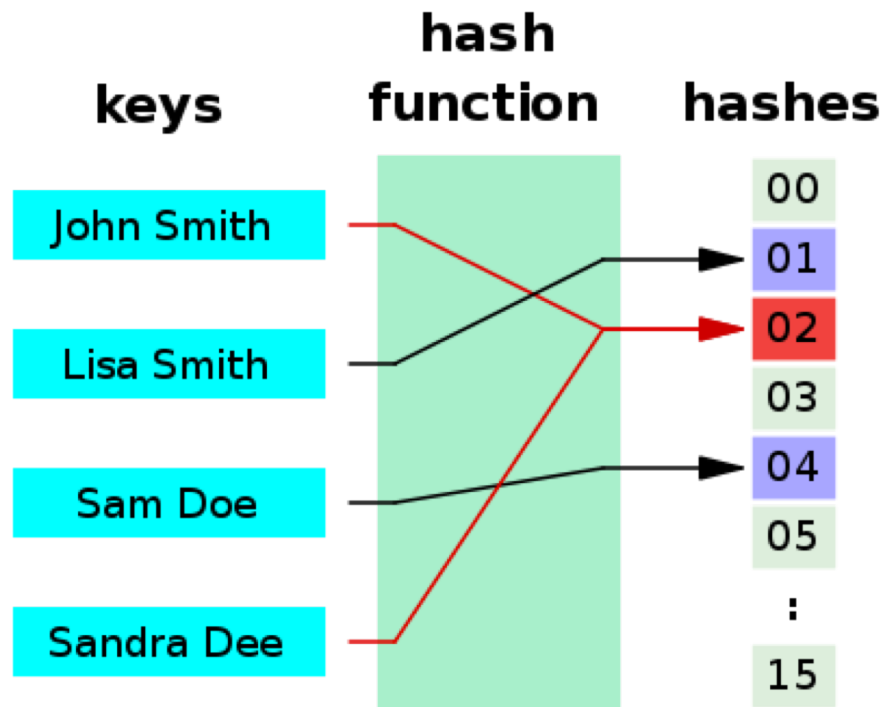 keys
hash
function
hashes
John Smith
Lisa Smith
Sam Doe
Sandra Dee
00
01
02
03
04
05
:
15